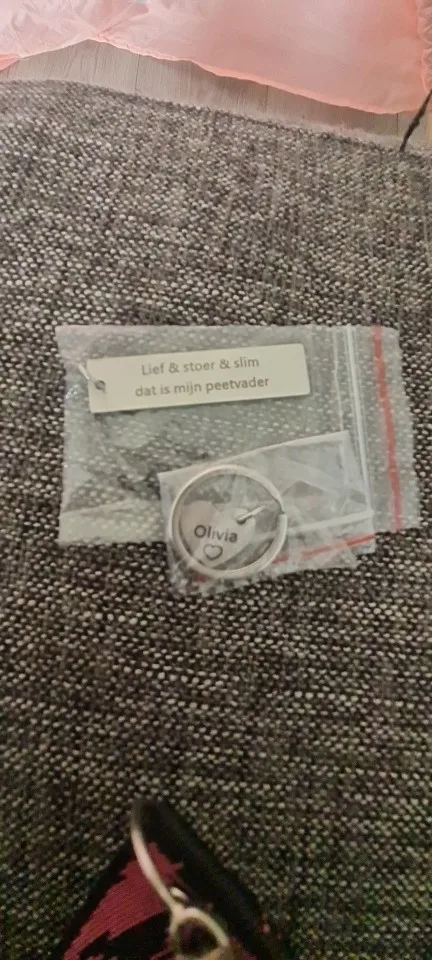 Lief & stoer & slim
dat is mijn peetvader
Olivia